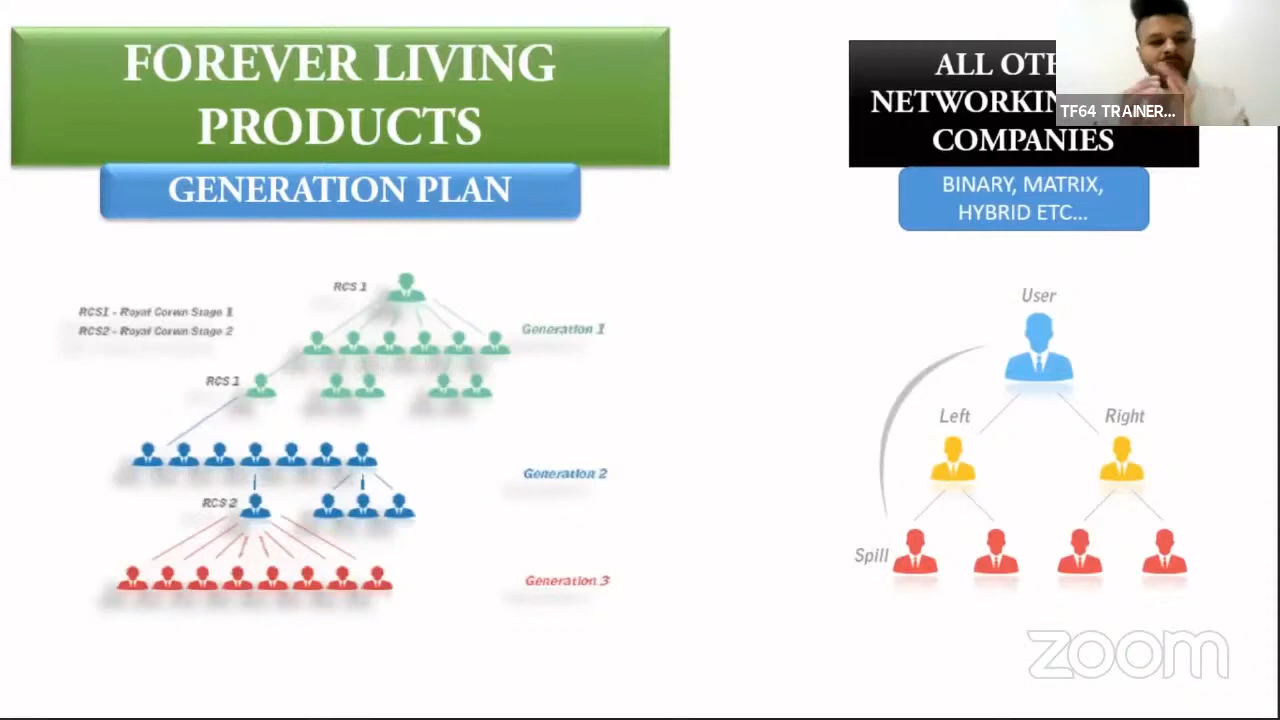 FOREVER LIVING
PRODUCTS
GENERATION PLAN
RCS 1
RCS1 - Royal Corwn Stage 1
RCS2 - Royal Corwn Stage 2
Generation 1
RCS 1
Generation 2
RCS 2
Generation 3
ALL OTH
NETWORKIN
COMPANIES
TF64 TRAINER...
BINARY, MATRIX,
HYBRID ETC...
User
Left
Right
Spill
zoom